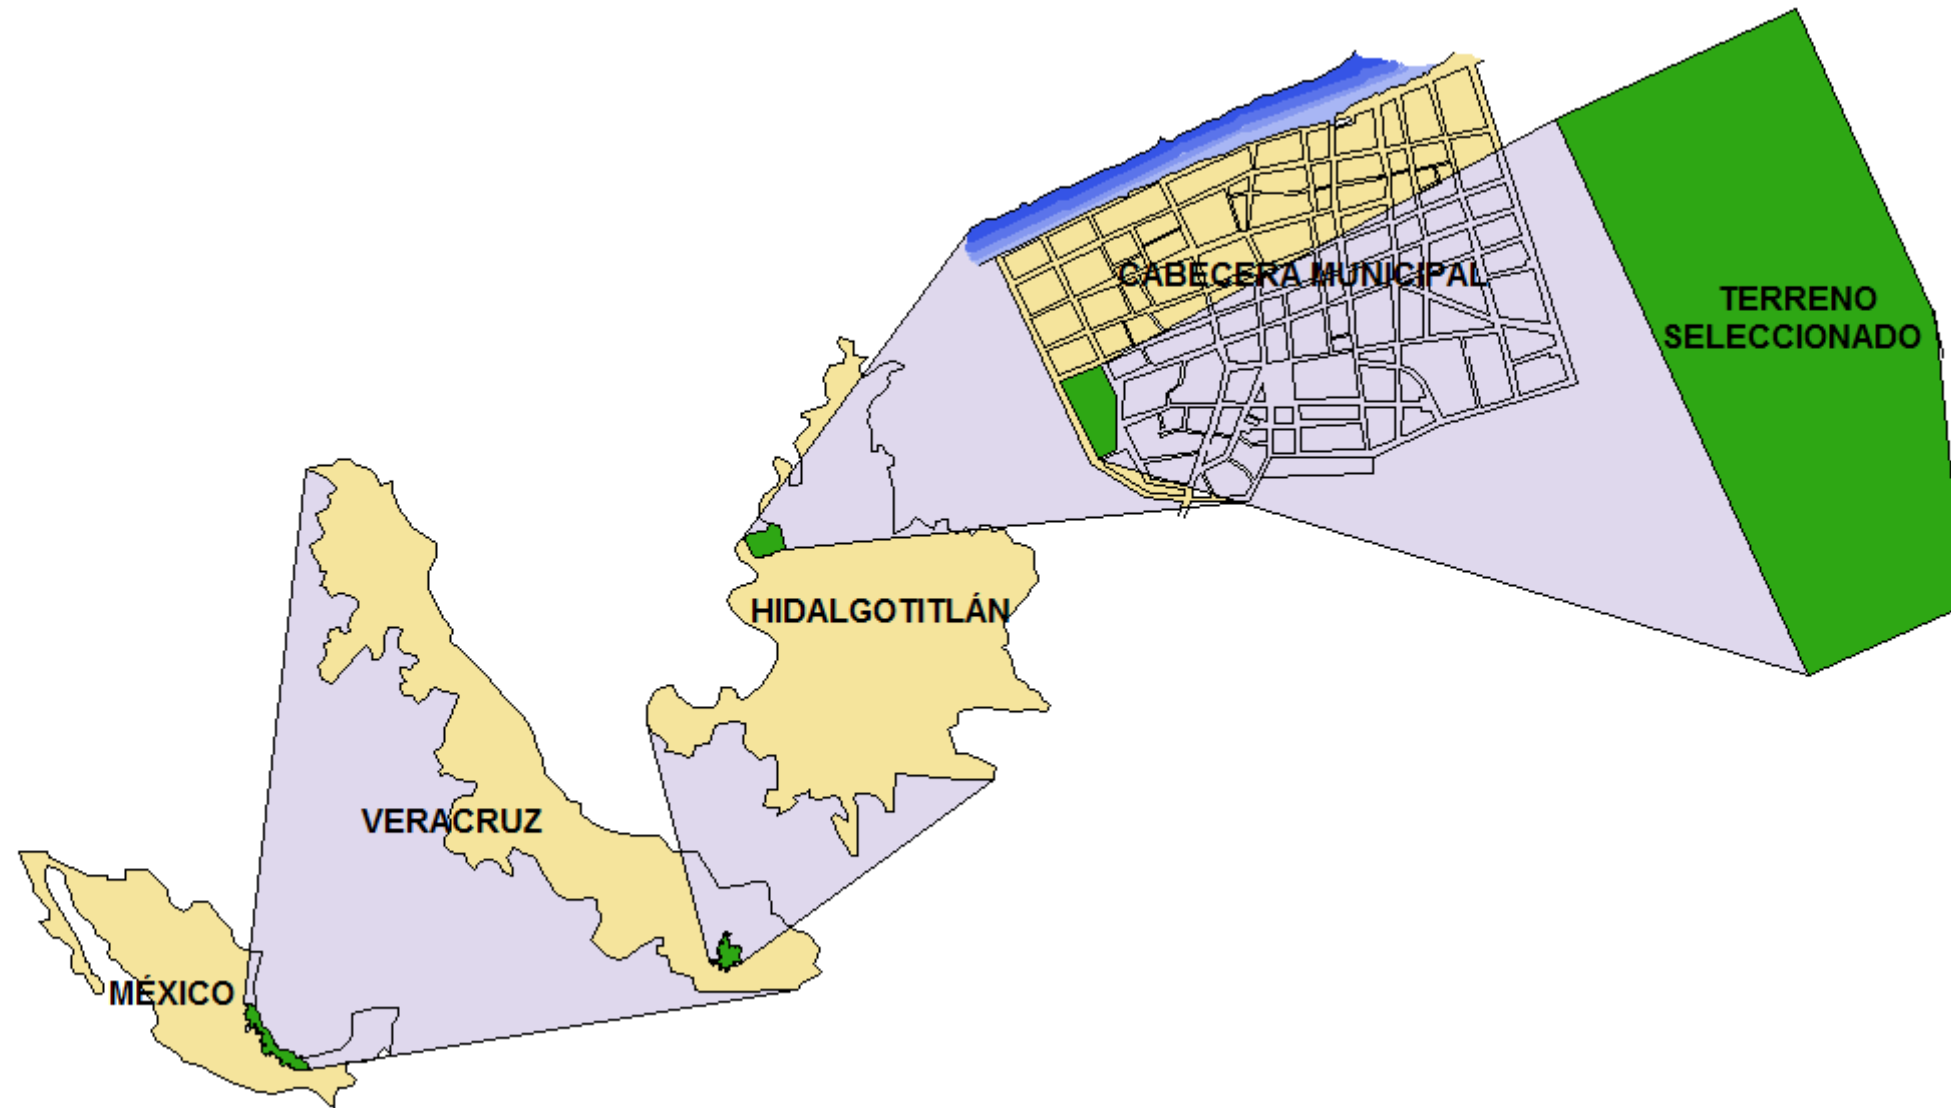 CABECERA MUNICIPAL
TERRENO
SELECCIONADO
HIDALGOTITLÁN
VERACRUZ
MÉXICO